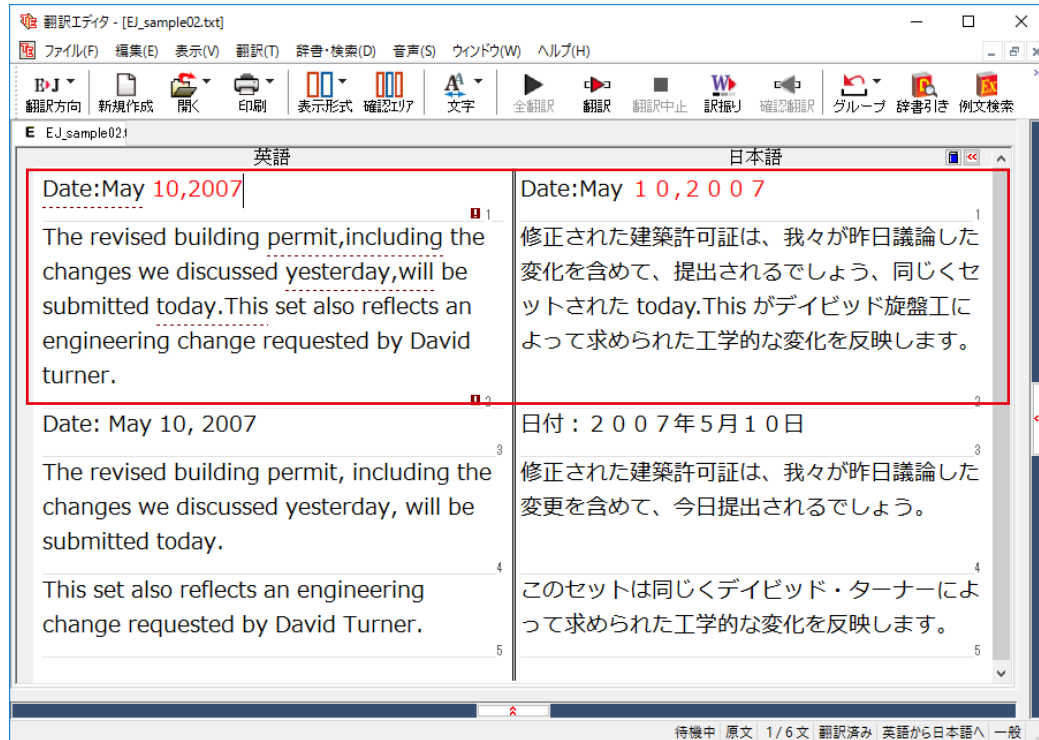 翻訳エディタ - [EJ_sample02.txt]
ファイル(F) 編集(E) 表示(V) 翻訳(T) 辞書・検索(D) 音声(S) ウィンドウ(W) ヘルプ(H)
E▸J
翻訳方向 新規作成 開く 印刷 表示形式 確認エリア 文字 全翻訳 翻訳 翻訳中止 訳振り 確認翻訳 グループ 辞書引き 例文検索
E EJ_sample02.t
英語
Date:May 10,2007
1
The revised building permit,including the
changes we discussed yesterday,will be
submitted today.This set also reflects an
engineering change requested by David
turner.
2
Date: May 10, 2007
3
The revised building permit, including the
changes we discussed yesterday, will be
submitted today.
4
This set also reflects an engineering
change requested by David Turner.
5
日本語
Date:May １０,２００７
1
修正された建築許可証は、我々が昨日議論した
変化を含めて、提出されるでしょう、同じくセ
ットされた today.This がデイビッド旋盤工に
よって求められた工学的な変化を反映します。
2
日付：２００７年５月１０日
3
修正された建築許可証は、我々が昨日議論した
変更を含めて、今日提出されるでしょう。
4
このセットは同じくデイビッド・ターナーによ
って求められた工学的な変化を反映します。
5
待機中 原文 1/6文 翻訳済み 英語から日本語へ 一般